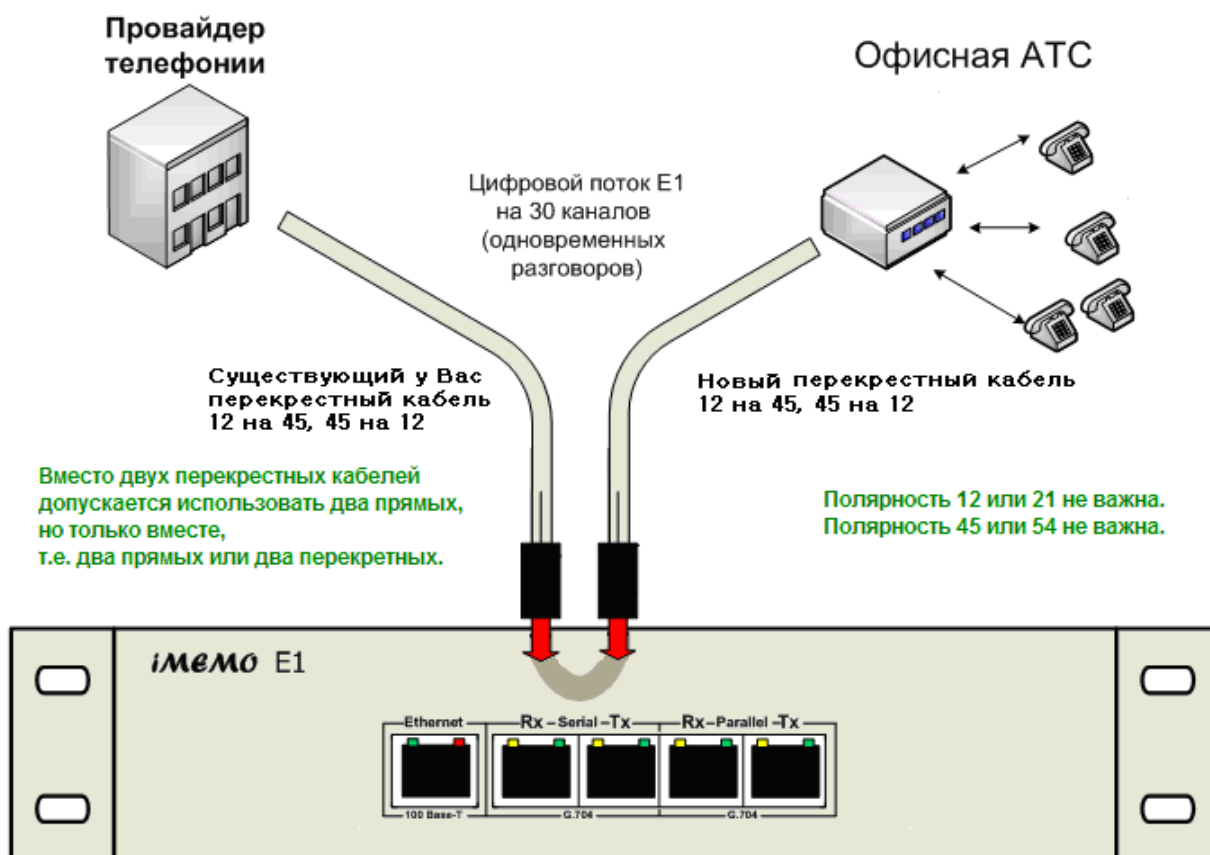 Провайдер
телефонии
Офисная АТС
Цифровой поток E1
на 30 каналов
(одновременных
разговоров)
Существующий у Вас
перекрестный кабель
12 на 45, 45 на 12
Новый перекрестный кабель
12 на 45, 45 на 12
Вместо двух перекрестных кабелей
допускается использовать два прямых,
но только вместе,
т.е. два прямых или два перекретных.
Полярность 12 или 21 не важна.
Полярность 45 или 54 не важна.
iMEMO E1
Ethernet
Rx - Serial - Tx
Rx - Parallel - Tx
100 Base-T
G.704
G.704